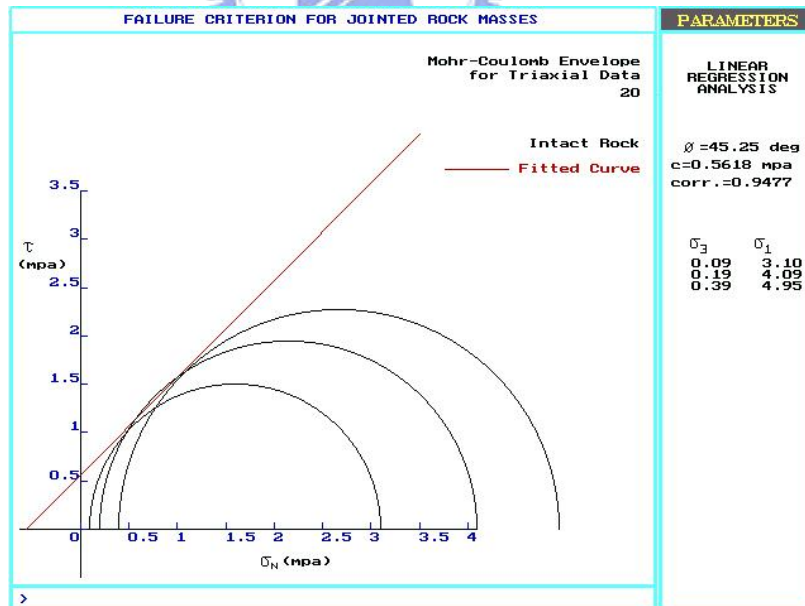 FAILURE CRITERION FOR JOINTED ROCK MASSES
PARAMETERS
Mohr-Coulomb Envelope
for Triaxial Data
20
Intact Rock
Fitted Curve
3.5
3
2.5
2
1.5
1
0.5
τ
(mpa)
0 0.5 1 1.5 2 2.5 3 3.5 4
σN (mpa)
>
LINEAR
REGRESSION
ANALYSIS
Ø =45.25 deg
c=0.5618 mpa
corr.=0.9477
σ3 σ1
0.09 3.10
0.19 4.09
0.39 4.95